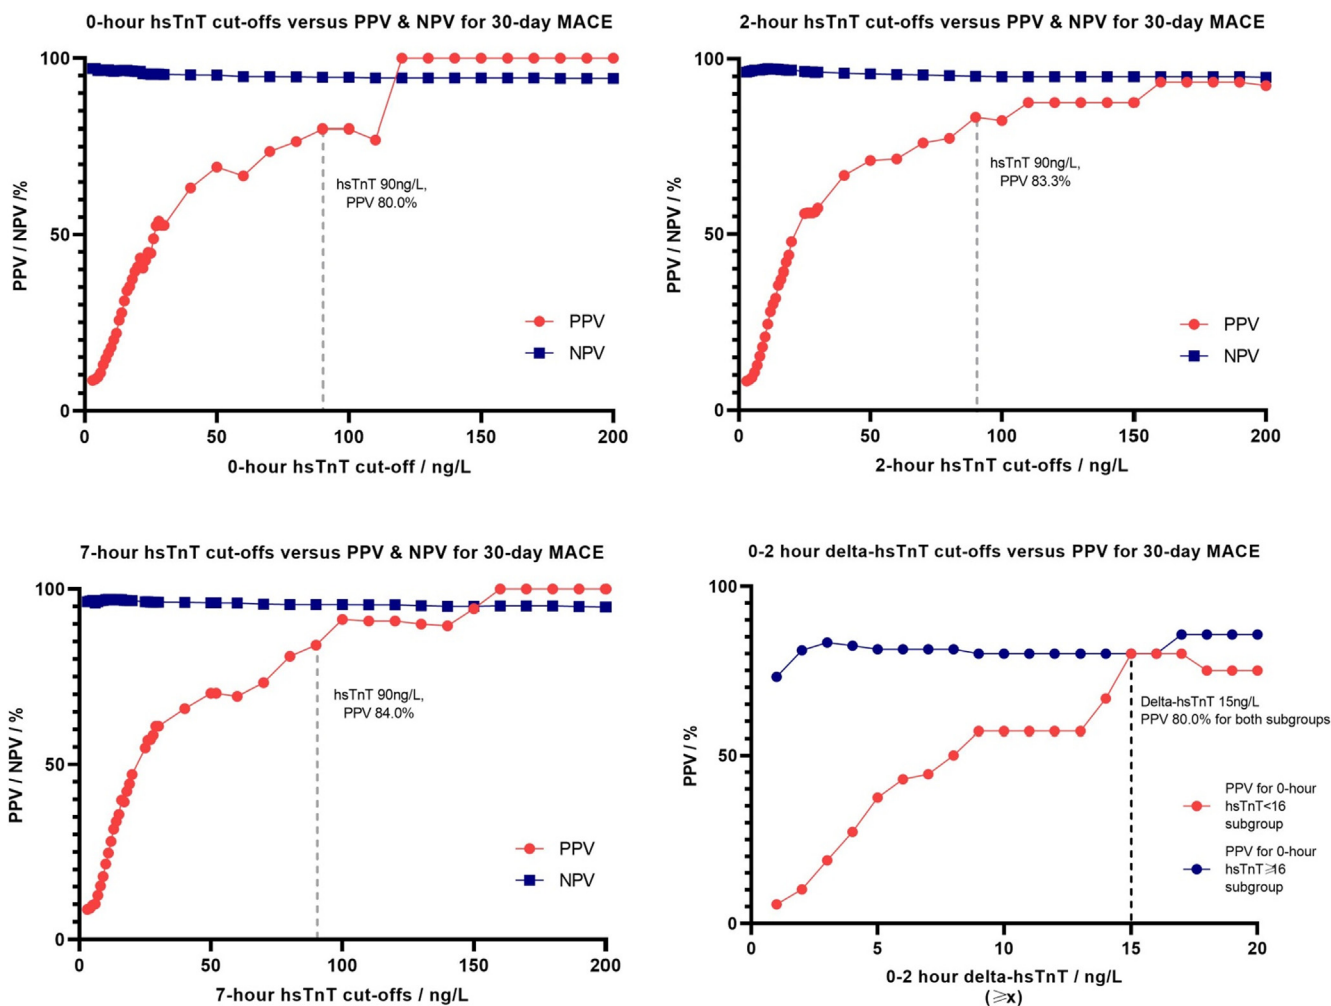 0-hour hsTnT cut-offs versus PPV & NPV for 30-day MACE
100
50
0
PPV / NPV /%
hsTnT 90ng/L,
PPV 80.0%
PPV
NPV
0 50 100 150 200
0-hour hsTnT cut-off / ng/L
2-hour hsTnT cut-offs versus PPV & NPV for 30-day MACE
100
50
0
PPV / NPV / %
hsTnT 90ng/L,
PPV 83.3%
PPV
NPV
0 50 100 150 200
2-hour hsTnT cut-offs / ng/L
7-hour hsTnT cut-offs versus PPV & NPV for 30-day MACE
100
50
0
PPV / NPV / %
hsTnT 90ng/L,
PPV 84.0%
PPV
NPV
0 50 100 150 200
7-hour hsTnT cut-offs / ng/L
0-2 hour delta-hsTnT cut-offs versus PPV for 30-day MACE
100
50
0
PPV / %
Delta-hsTnT 15ng/L
PPV 80.0% for both subgroups
PPV for 0-hour
hsTnT<16
subgroup
PPV for 0-hour
hsTnT⩾16
subgroup
0 5 10 15 20
0-2 hour delta-hsTnT / ng/L
(⩾x)